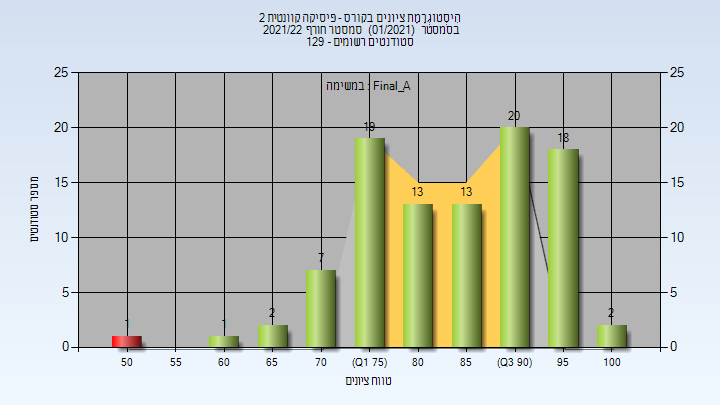 היסטוגרמת ציונים בקורס - פיסיקה קוונטית 2
בסמסטר (01/2021) סמסטר חורף 2021/22
סטודנטים רשומים - 129
במשימה : Final_A
25 25
20 20
15 15
10 10
5 5
0 0
1 1 2 7 19 13 13 20 18 2
מספר סטודנטים
50 55 60 65 70 (Q1 75) 80 85 (Q3 90) 95 100
טווח ציונים